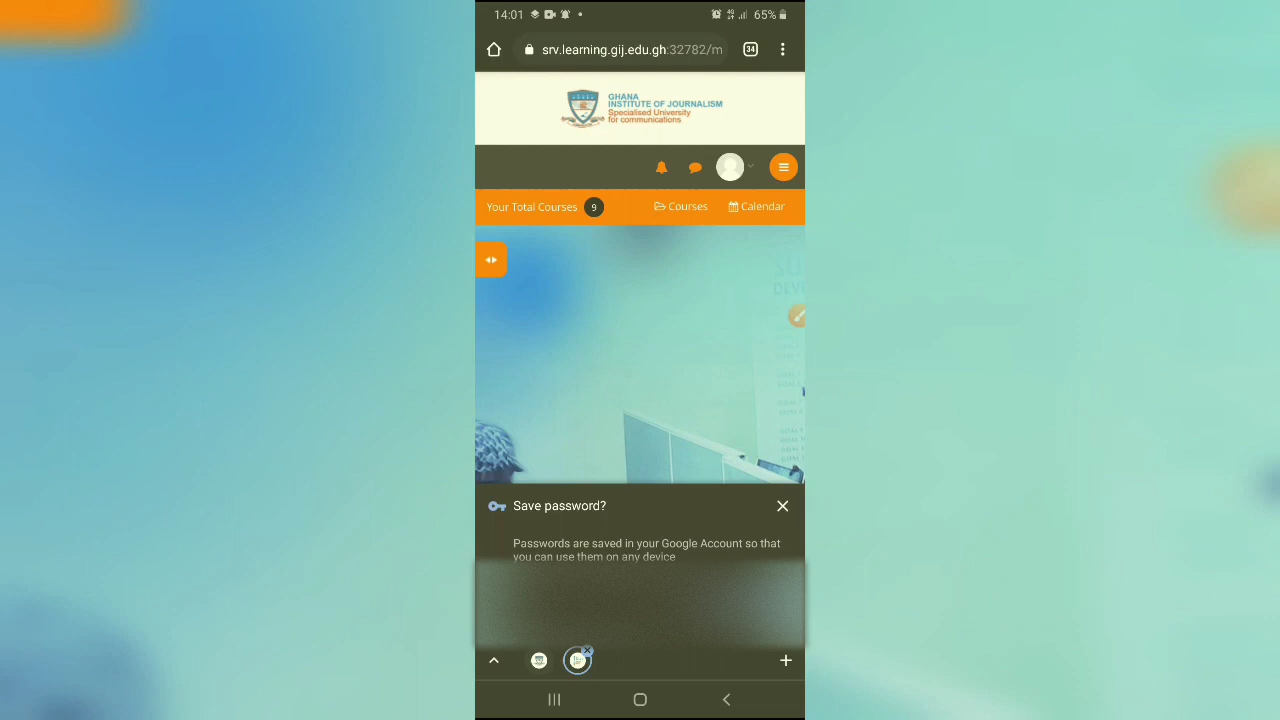 14:01
65%
srv.learning.gij.edu.gh:32782/m
34
GHANA
INSTITUTE OF JOURNALISM
Specialised University
for communications
Your Total Courses 9
Courses
Calendar
Save password?
Passwords are saved in your Google Account so that
you can use them on any device